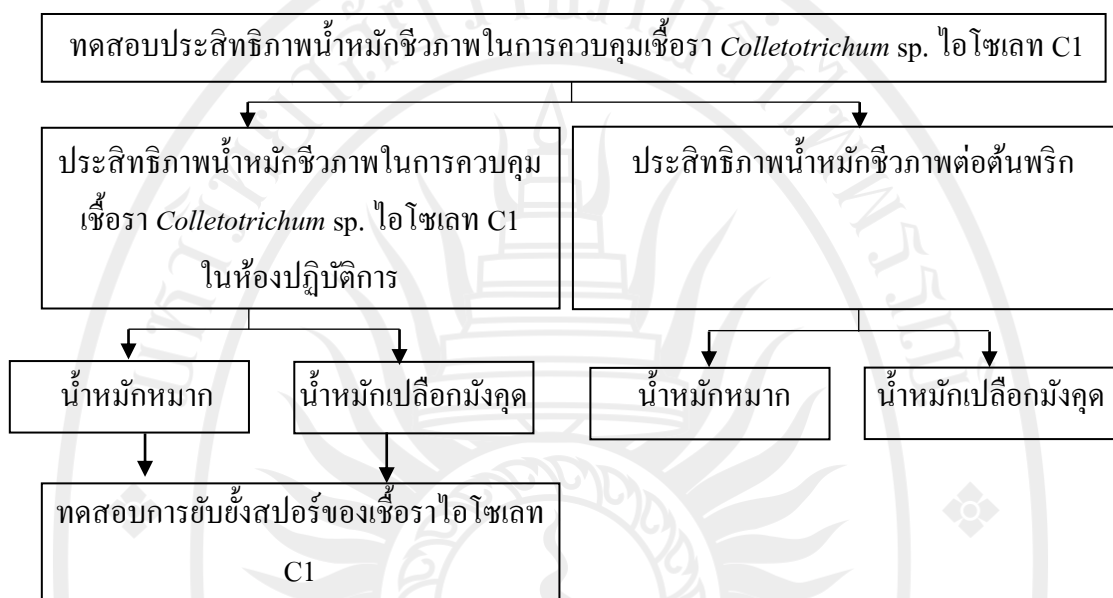 ทดสอบประสิทธิภาพน้ำหมักชีวภาพในการควบคุมเชื้อรา Colletotrichum sp. ไอโซเลท C1
ประสิทธิภาพน้ำหมักชีวภาพในการควบคุม
เชื้อรา Colletotrichum sp. ไอโซเลท C1
ในห้องปฏิบัติการ
ประสิทธิภาพน้ำหมักชีวภาพต่อต้นพริก
น้ำหมักหมาก
น้ำหมักเปลือกมังคุด
น้ำหมักหมาก
น้ำหมักเปลือกมังคุด
ทดสอบการยับยั้งสปอร์ของเชื้อราไอโซเลท
C1